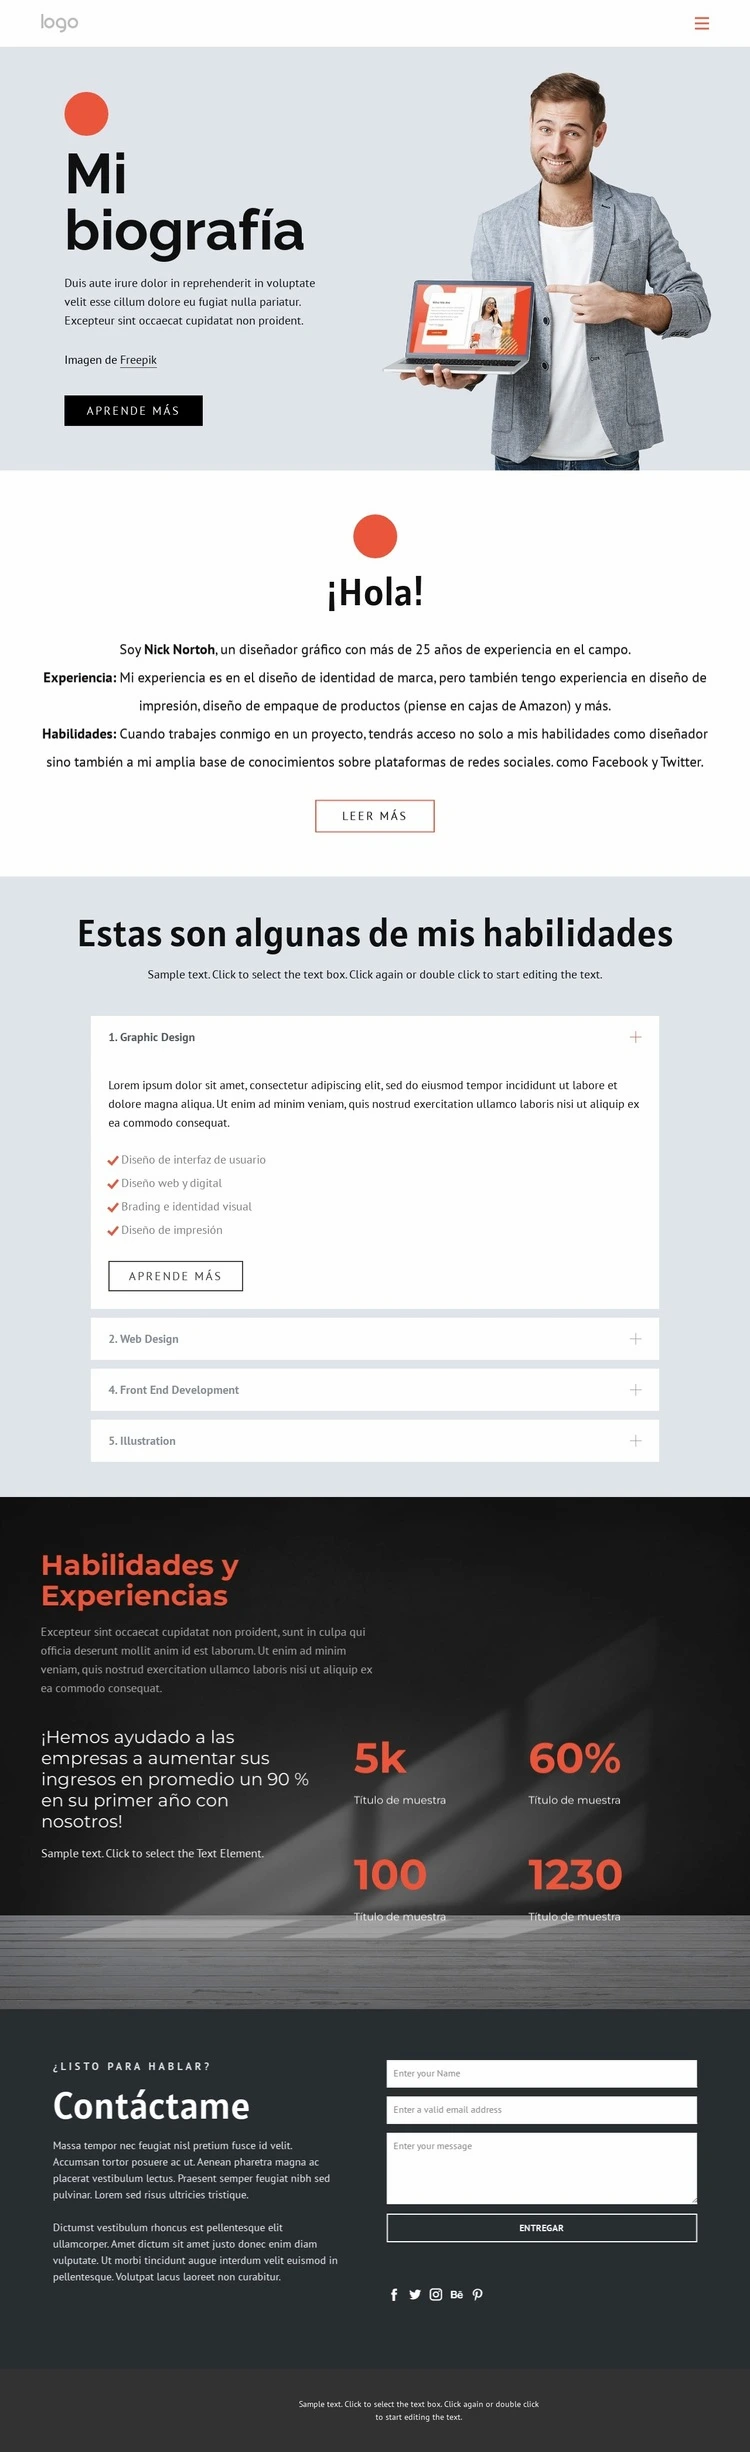 logo
Mi
biografía
Duis aute irure dolor in reprehenderit in voluptate
velit esse cillum dolore eu fugiat nulla pariatur.
Excepteur sint occaecat cupidatat non proident.
Imagen de Freepik
APRENDE MÁS
¡Hola!
Soy Nick Nortoh, un diseñador gráfico con más de 25 años de experiencia en el campo.
Experiencia: Mi experiencia es en el diseño de identidad de marca, pero también tengo experiencia en diseño de
impresión, diseño de empaque de productos (piense en cajas de Amazon) y más.
Habilidades: Cuando trabajes conmigo en un proyecto, tendrás acceso no solo a mis habilidades como diseñador
sino también a mi amplia base de conocimientos sobre plataformas de redes sociales. como Facebook y Twitter.
LEER MÁS
Estas son algunas de mis habilidades
Sample text. Click to select the text box. Click again or double click to start editing the text.
1. Graphic Design
Lorem ipsum dolor sit amet, consectetur adipiscing elit, sed do eiusmod tempor incididunt ut labore et
dolore magna aliqua. Ut enim ad minim veniam, quis nostrud exercitation ullamco laboris nisi ut aliquip ex
ea commodo consequat.
Diseño de interfaz de usuario
Diseño web y digital
Brading e identidad visual
Diseño de impresión
APRENDE MÁS
2. Web Design
4. Front End Development
5. Illustration
Habilidades y
Experiencias
Excepteur sint occaecat cupidatat non proident, sunt in culpa qui
officia deserunt mollit anim id est laborum. Ut enim ad minim
veniam, quis nostrud exercitation ullamco laboris nisi ut aliquip ex
ea commodo consequat.
¡Hemos ayudado a las
empresas a aumentar sus
ingresos en promedio un 90 %
en su primer año con
nosotros!
Sample text. Click to select the Text Element.
5k
Título de muestra
60%
Título de muestra
100
Título de muestra
1230
Título de muestra
¿LISTO PARA HABLAR?
Contáctame
Massa tempor nec feugiat nisl pretium fusce id velit.
Accumsan tortor posuere ac ut. Aenean pharetra magna ac
placerat vestibulum lectus. Praesent semper feugiat nibh sed
pulvinar. Lorem sed risus ultricies tristique.
Dictumst vestibulum rhoncus est pellentesque elit
ullamcorper. Amet dictum sit amet justo donec enim diam
vulputate. Ut morbi tincidunt augue interdum velit euismod in
pellentesque. Volutpat lacus laoreet non curabitur.
Enter your Name
Enter a valid email address
Enter your message
ENTREGAR
Bē
Sample text. Click to select the text box. Click again or double click
to start editing the text.